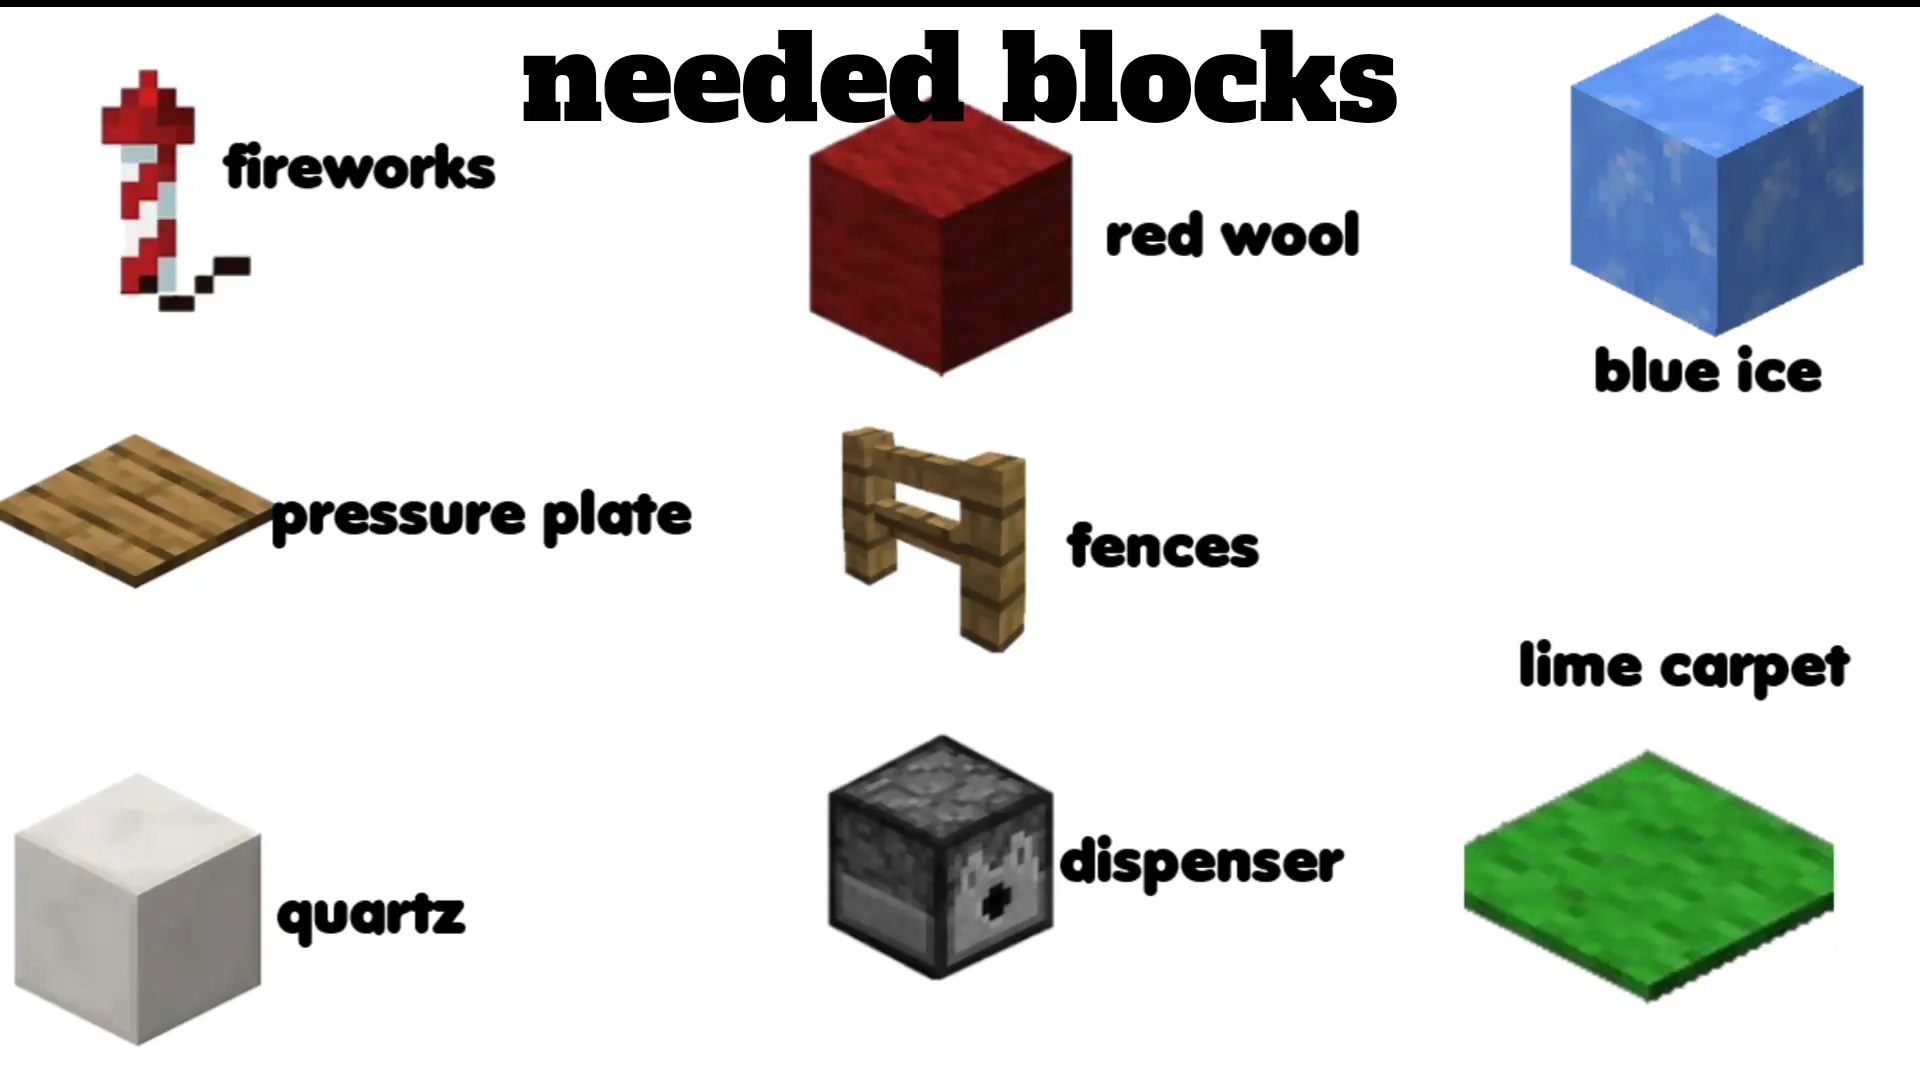 needed blocks
fireworks
red wool
blue ice
pressure plate
fences
lime carpet
quartz
dispenser